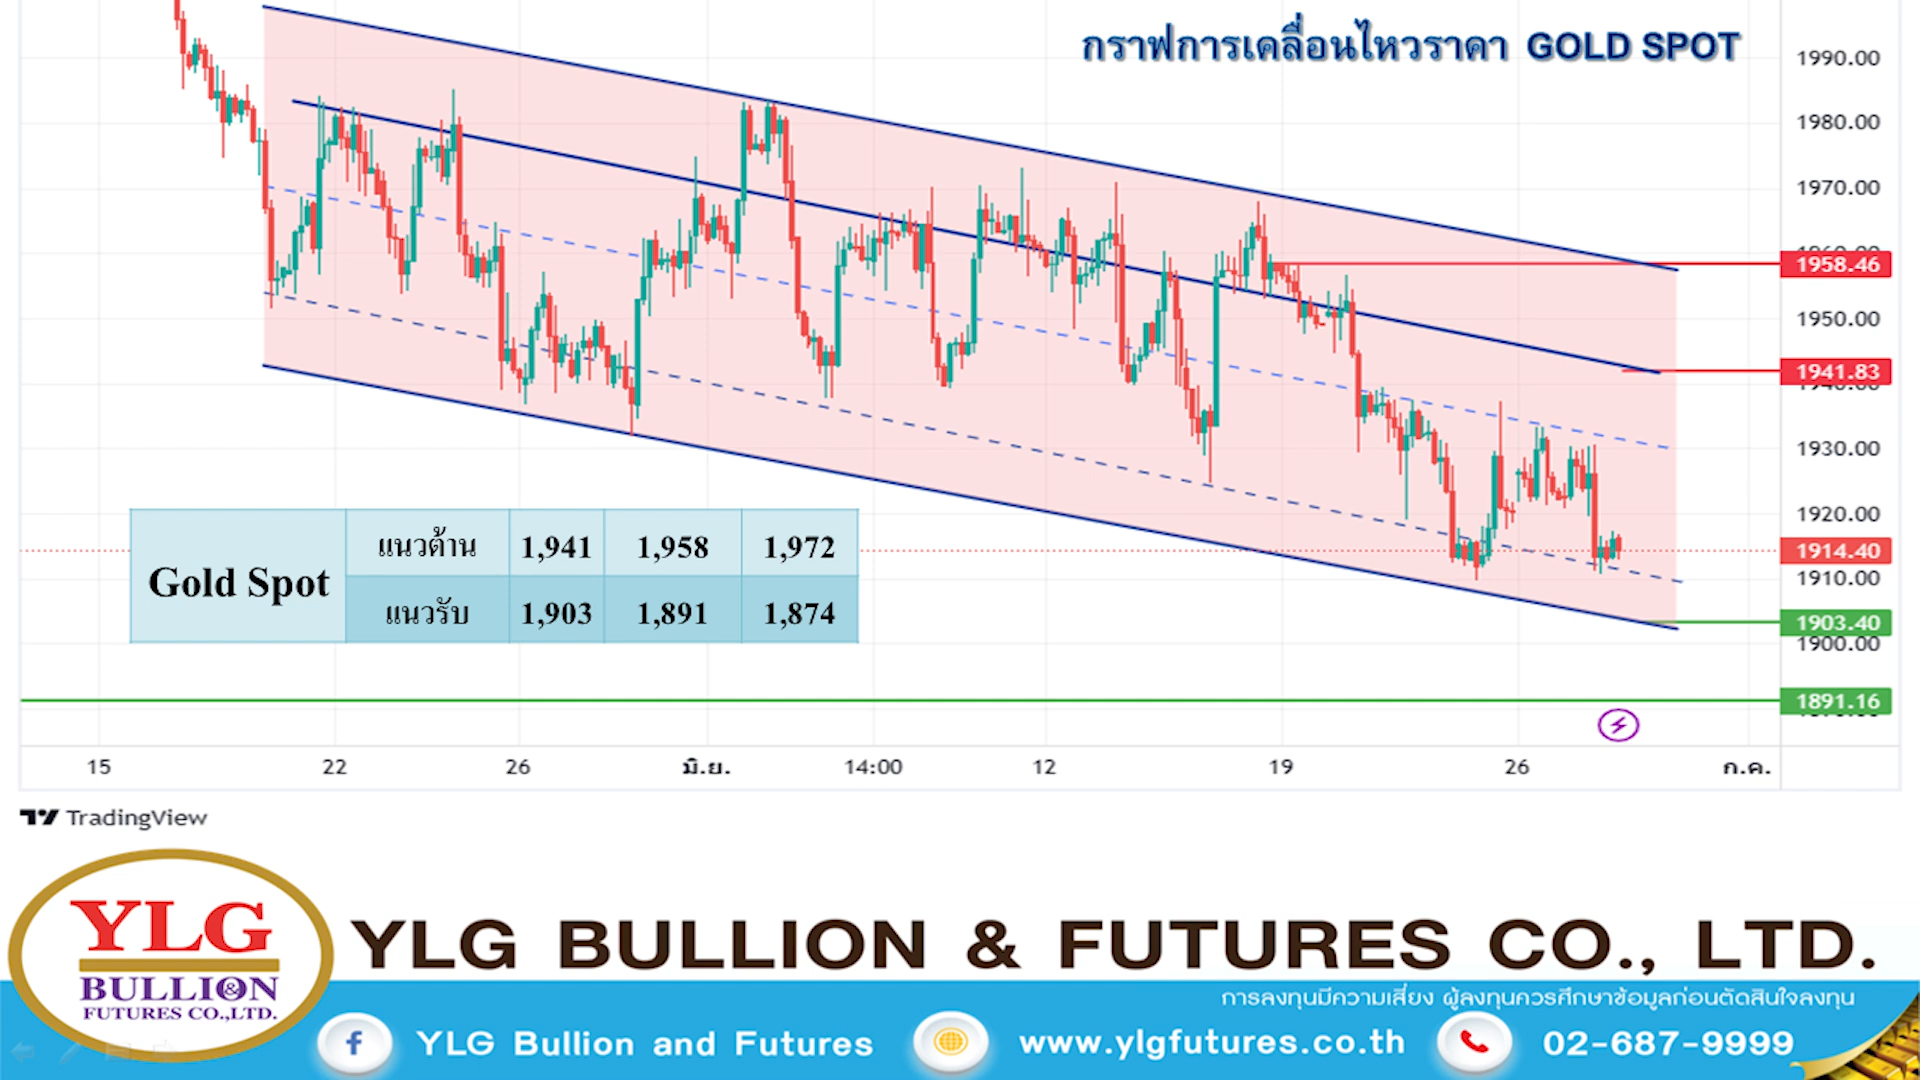 กราฟการเคลื่อนไหวราคา GOLD SPOT
1990.00
1980.00
1970.00
1960.00
1958.46
1950.00
1941.83
1940.00
1930.00
1920.00
1914.40
1910.00
1903.40
1900.00
1891.16
Gold Spot
แนวต้าน 1,941 1,958 1,972
แนวรับ 1,903 1,891 1,874
15 22 26 มิ.ย. 14:00 12 19 26 ก.ค.
TradingView
YLG
BULLION
FUTURES CO.,LTD.
YLG BULLION & FUTURES CO., LTD.
การลงทุนมีความเสี่ยง ผู้ลงทุนควรศึกษาข้อมูลก่อนตัดสินใจลงทุน
YLG Bullion and Futures www.ylgfutures.co.th 02-687-9999